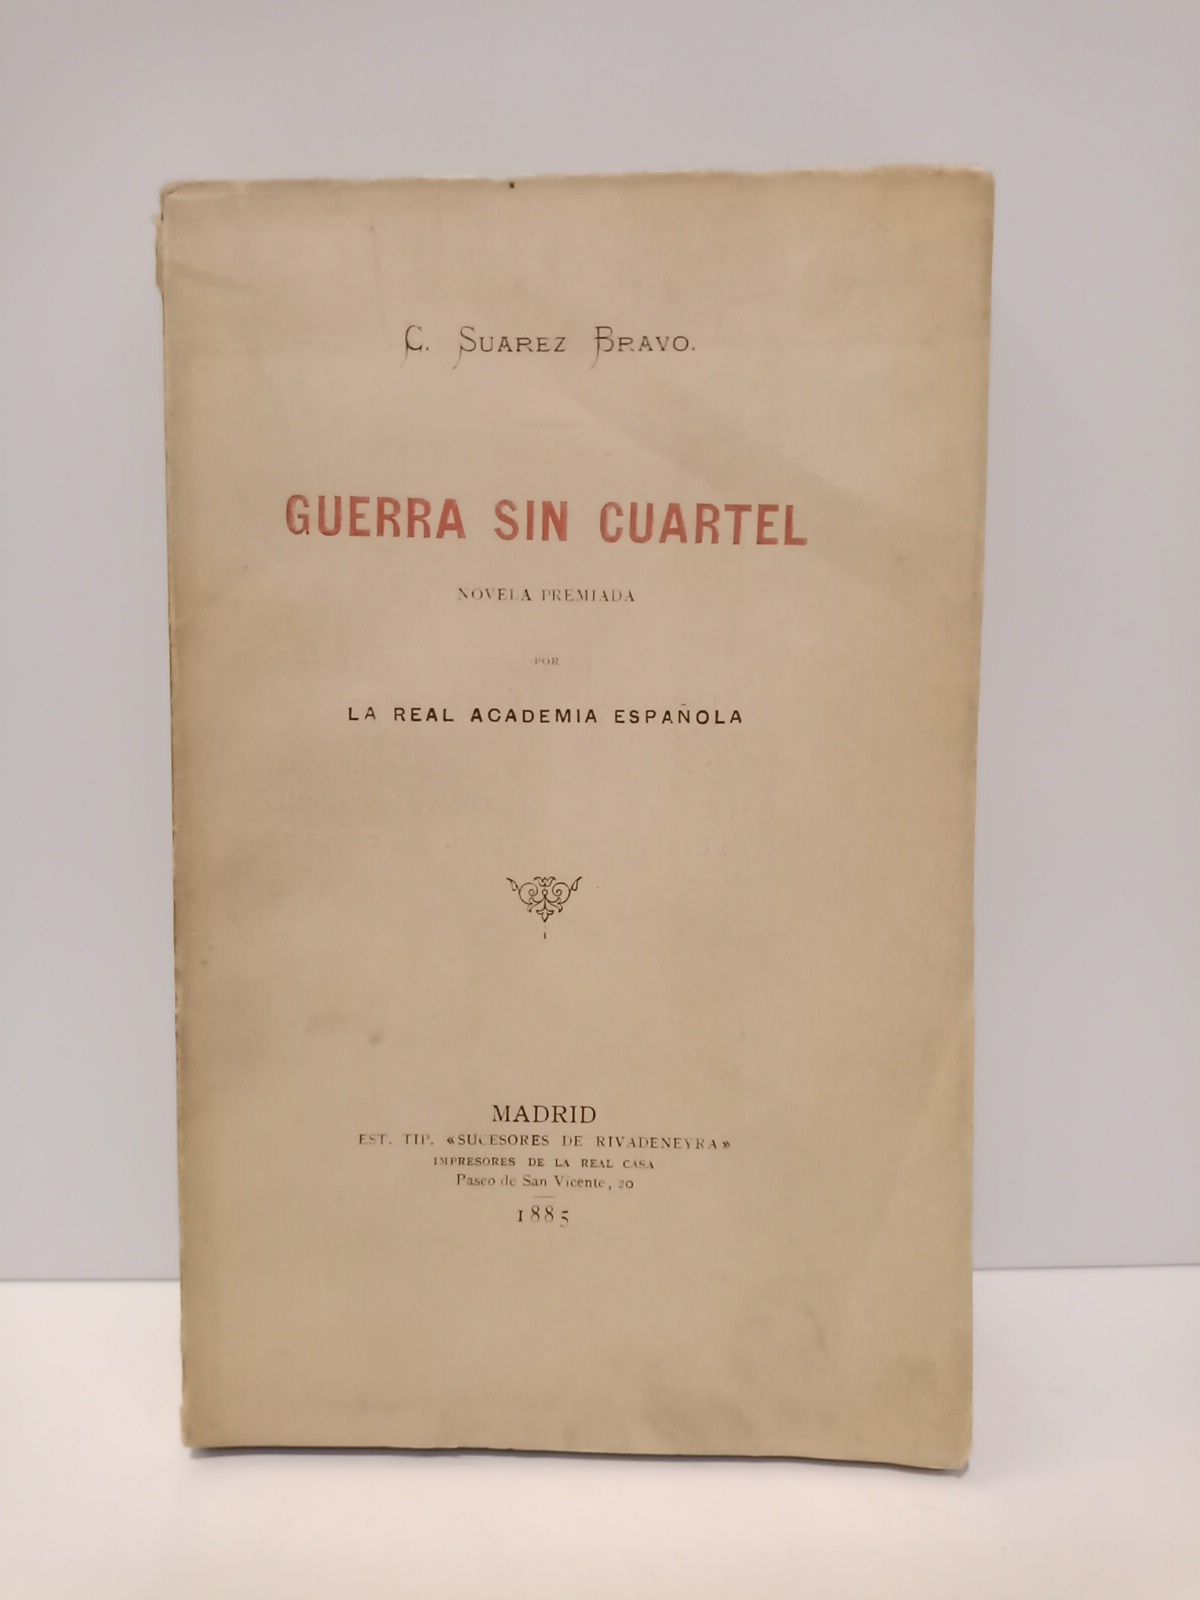 C. SUAREZ BRAVO.
GUERRA SIN CUARTEL
NOVELA PREMIADA
POR
LA REAL ACADEMIA ESPAÑOLA
MADRID
EST. TIP. «SUCESORES DE RIVADENEYRA»
IMPRESORES DE LA REAL CASA
Paseo de San Vicente, 20
1885